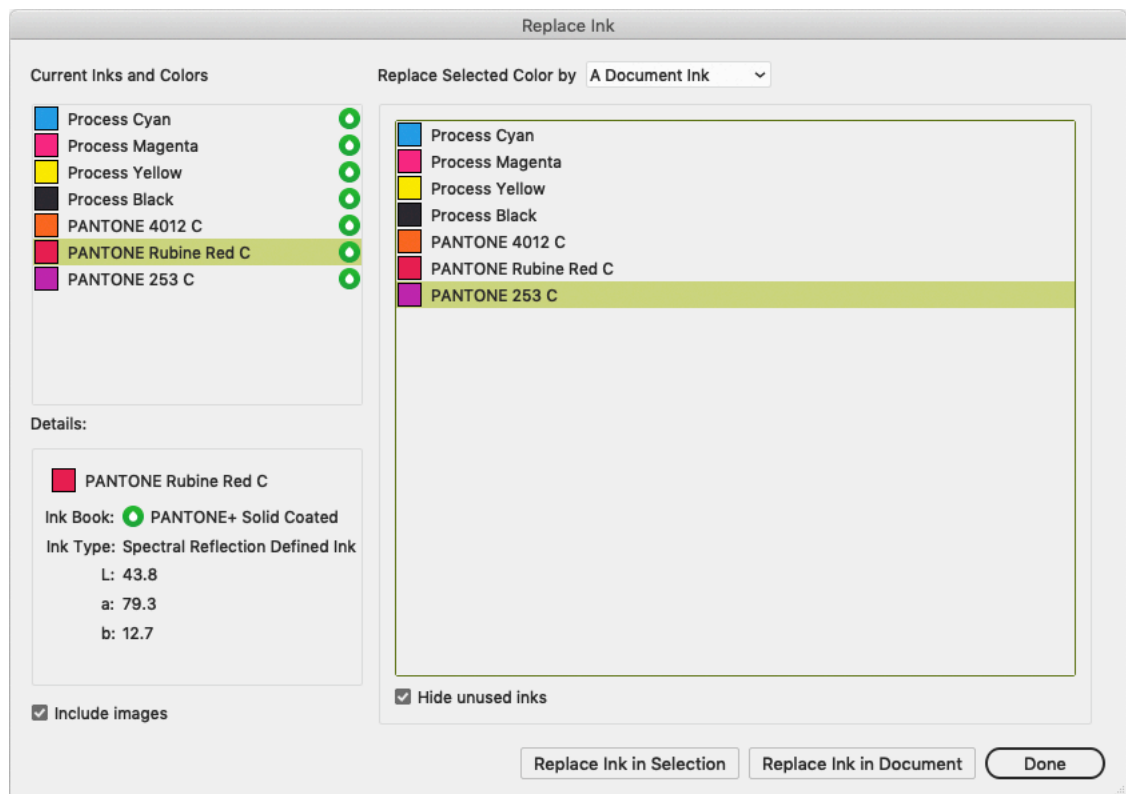 Replace Ink
Current Inks and Colors
Process Cyan
Process Magenta
Process Yellow
Process Black
PANTONE 4012 C
PANTONE Rubine Red C
PANTONE 253 C
Details:
PANTONE Rubine Red C
Ink Book: PANTONE+ Solid Coated
Ink Type: Spectral Reflection Defined Ink
L: 43.8
a: 79.3
b: 12.7
Include images
Replace Selected Color by A Document Ink
Process Cyan
Process Magenta
Process Yellow
Process Black
PANTONE 4012 C
PANTONE Rubine Red C
PANTONE 253 C
Hide unused inks
Replace Ink in Selection Replace Ink in Document Done